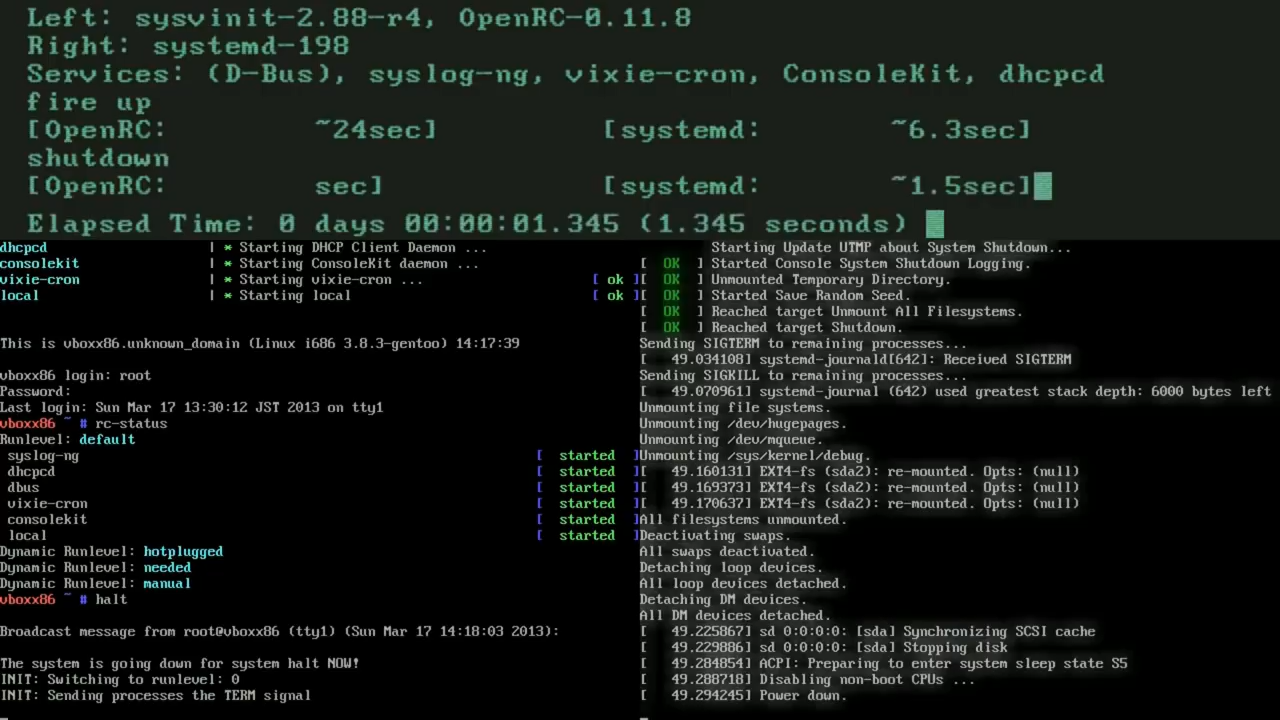 Left: sysvinit-2.88-r4, OpenRC-0.11.8
Right: systemd-198
Services: (D-Bus), syslog-ng, vixie-cron, ConsoleKit, dhcpcd
fire up
[OpenRC: ~24sec] [systemd: ~6.3sec]
shutdown
[OpenRC: sec] [systemd: ~1.5sec]
Elapsed Time: 0 days 00:00:01.345 (1.345 seconds)
dhcpcd | * Starting DHCP Client Daemon ...
consolekit | * Starting ConsoleKit daemon ...
vixie-cron | * Starting vixie-cron ... [ ok ]
local | * Starting local [ ok ]
This is vboxx86.unknown_domain (Linux i686 3.8.3-gentoo) 14:17:39
vboxx86 login: root
Password:
Last login: Sun Mar 17 13:30:12 JST 2013 on tty1
vboxx86 ~ # rc-status
Runlevel: default
syslog-ng [ started ]
dhcpcd [ started ]
dbus [ started ]
vixie-cron [ started ]
consolekit [ started ]
local [ started ]
Dynamic Runlevel: hotplugged
Dynamic Runlevel: needed
Dynamic Runlevel: manual
vboxx86 ~ # halt
Broadcast message from root@vboxx86 (tty1) (Sun Mar 17 14:18:03 2013):
The system is going down for system halt NOW!
INIT: Switching to runlevel: 0
INIT: Sending processes the TERM signal
Starting Update UTMP about System Shutdown...
[ OK ] Started Console System Shutdown Logging.
[ OK ] Unmounted Temporary Directory.
[ OK ] Started Save Random Seed.
[ OK ] Reached target Unmount All Filesystems.
[ OK ] Reached target Shutdown.
Sending SIGTERM to remaining processes...
[ 49.034108] systemd-journald[642]: Received SIGTERM
Sending SIGKILL to remaining processes...
[ 49.070961] systemd-journal (642) used greatest stack depth: 6000 bytes left
Unmounting file systems.
Unmounting /dev/hugepages.
Unmounting /dev/mqueue.
Unmounting /sys/kernel/debug.
[ 49.160131] EXT4-fs (sda2): re-mounted. Opts: (null)
[ 49.169373] EXT4-fs (sda2): re-mounted. Opts: (null)
[ 49.170637] EXT4-fs (sda2): re-mounted. Opts: (null)
All filesystems unmounted.
Deactivating swaps.
All swaps deactivated.
Detaching loop devices.
All loop devices detached.
Detaching DM devices.
All DM devices detached.
[ 49.225867] sd 0:0:0:0: [sda] Synchronizing SCSI cache
[ 49.229886] sd 0:0:0:0: [sda] Stopping disk
[ 49.284854] ACPI: Preparing to enter system sleep state S5
[ 49.288718] Disabling non-boot CPUs ...
[ 49.294245] Power down.